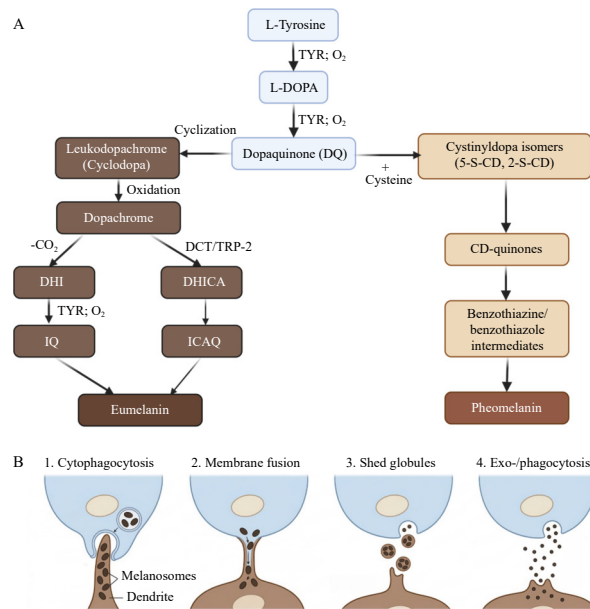 A
L-Tyrosine
TYR; O₂
L-DOPA
TYR; O₂
Cyclization
Leukodopachrome
(Cyclodopa)
Dopaquinone (DQ)
+
Cysteine
Cystinyldopa isomers
(5-S-CD, 2-S-CD)
Oxidation
Dopachrome
-CO₂
DCT/TRP-2
CD-quinones
DHI
DHICA
TYR; O₂
Benzothiazine/
benzothiazole
intermediates
IQ
ICAQ
Eumelanin
Pheomelanin
B
1. Cytophagocytosis
2. Membrane fusion
3. Shed globules
4. Exo-/phagocytosis
Melanosomes
Dendrite